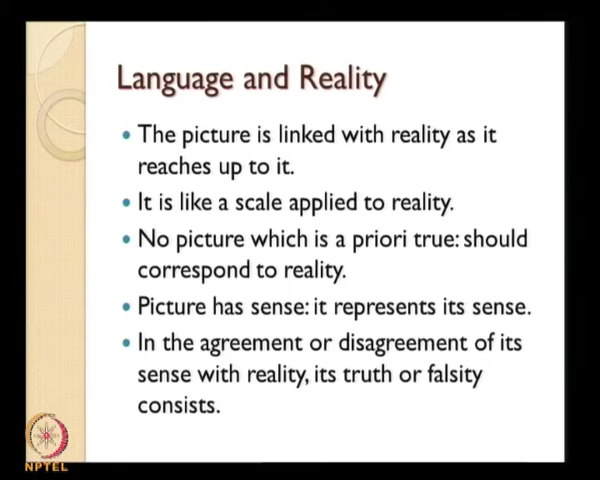 Language and Reality
• The picture is linked with reality as it
reaches up to it.
• It is like a scale applied to reality.
• No picture which is a priori true: should
correspond to reality.
• Picture has sense: it represents its sense.
• In the agreement or disagreement of its
sense with reality, its truth or falsity
consists.
NPTEL